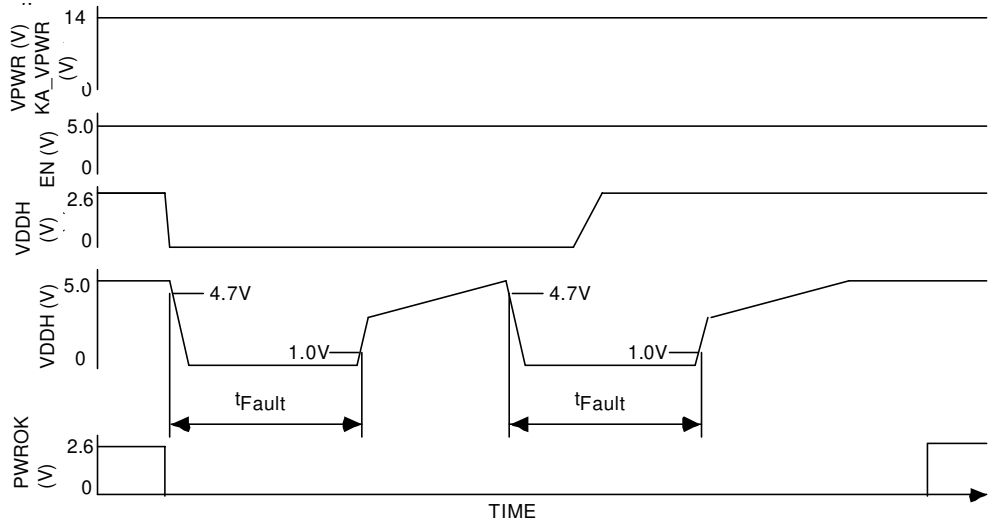 VPWR (V)
KA_VPWR
(V)
14
0
EN (V)
5.0
0
VDDH
(V)
2.6
0
VDDH (V)
5.0
0
4.7V
1.0V
4.7V
1.0V
tFault
tFault
PWROK
(V)
2.6
0
TIME